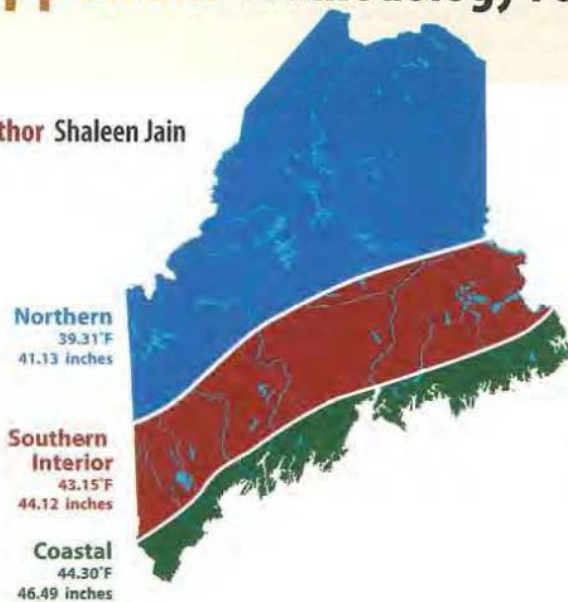 thor Shaleen Jain
Northern
39.31°F
41.13 inches
Southern
Interior
43.15°F
44.12 inches
Coastal
44.30°F
46.49 inches